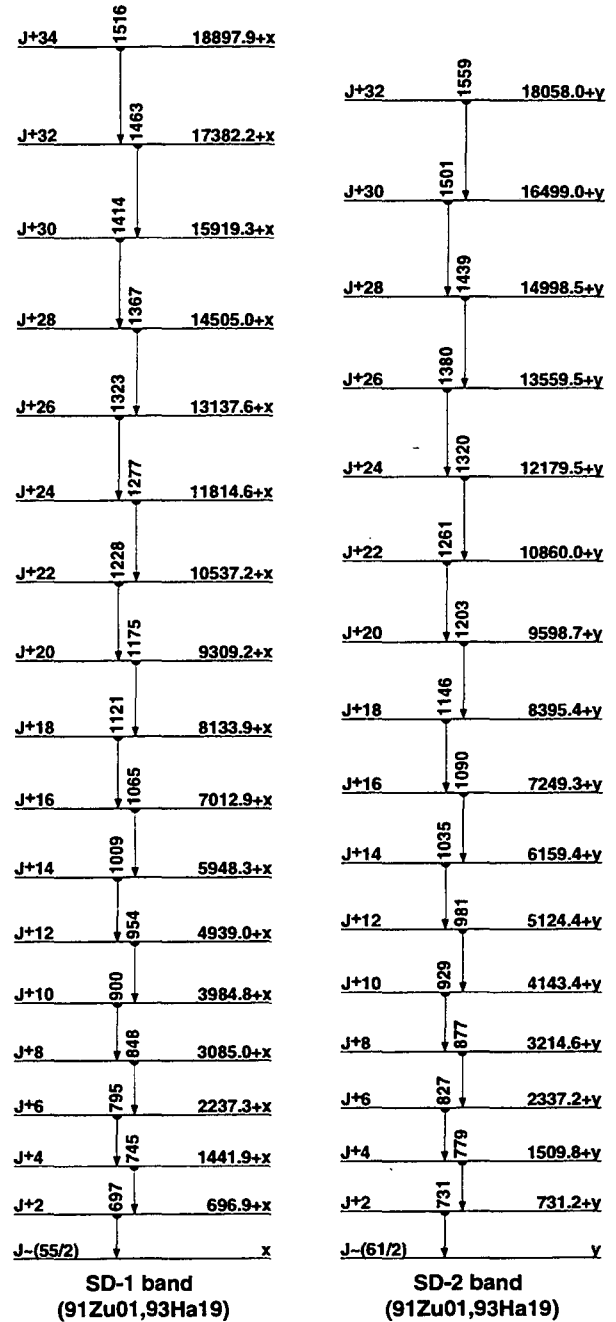 J+34 1516 18897.9+x
J+32 1463 17382.2+x
J+30 1414 15919.3+x
J+28 1367 14505.0+x
J+26 1323 13137.6+x
J+24 1277 11814.6+x
J+22 1228 10537.2+x
J+20 1175 9309.2+x
J+18 1121 8133.9+x
J+16 1065 7012.9+x
J+14 1009 5948.3+x
J+12 954 4939.0+x
J+10 900 3984.8+x
J+8 848 3085.0+x
J+6 795 2237.3+x
J+4 745 1441.9+x
J+2 697 696.9+x
J~(55/2) x
SD-1 band
(91Zu01,93Ha19)
J+32 1559 18058.0+y
J+30 1501 16499.0+y
J+28 1439 14998.5+y
J+26 1380 13559.5+y
J+24 1320 12179.5+y
J+22 1261 10860.0+y
J+20 1203 9598.7+y
J+18 1146 8395.4+y
J+16 1090 7249.3+y
J+14 1035 6159.4+y
J+12 981 5124.4+y
J+10 929 4143.4+y
J+8 877 3214.6+y
J+6 827 2337.2+y
J+4 779 1509.8+y
J+2 731 731.2+y
J~(61/2) y
SD-2 band
(91Zu01,93Ha19)